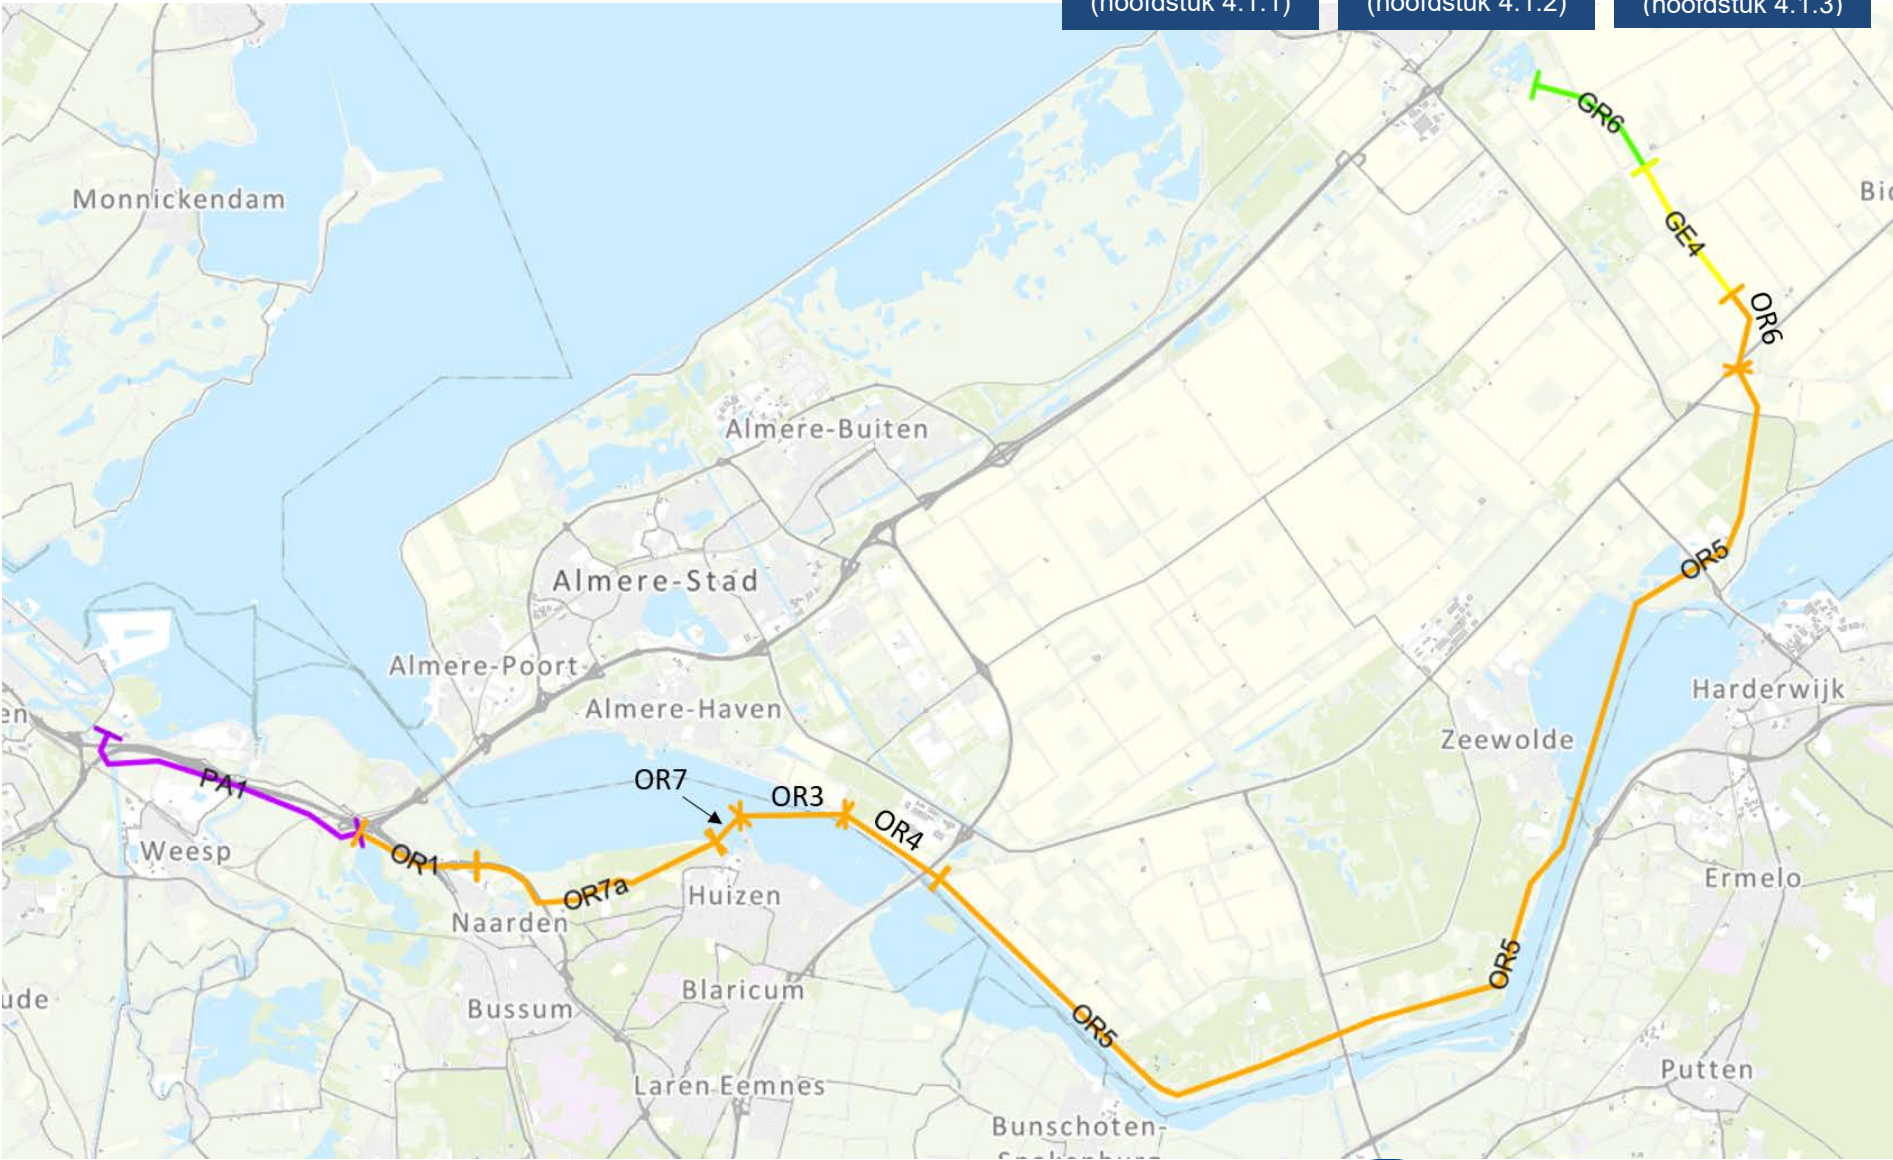 (hoofdstuk 4.1.1)
(hoofdstuk 4.1.2)
(hoofdstuk 4.1.3)
GR6
Monnickendam
GE4
OR6
Almere-Buiten
OR5
Almere-Stad
Almere-Poort
Harderwijk
Almere-Haven
Zeewolde
PA1
OR7
OR3
OR4
Weesp
OR1
Ermelo
OR7a
Huizen
Naarden
OR5
Blaricum
Bussum
OR5
Putten
Laren Eemnes
Bunschoten-